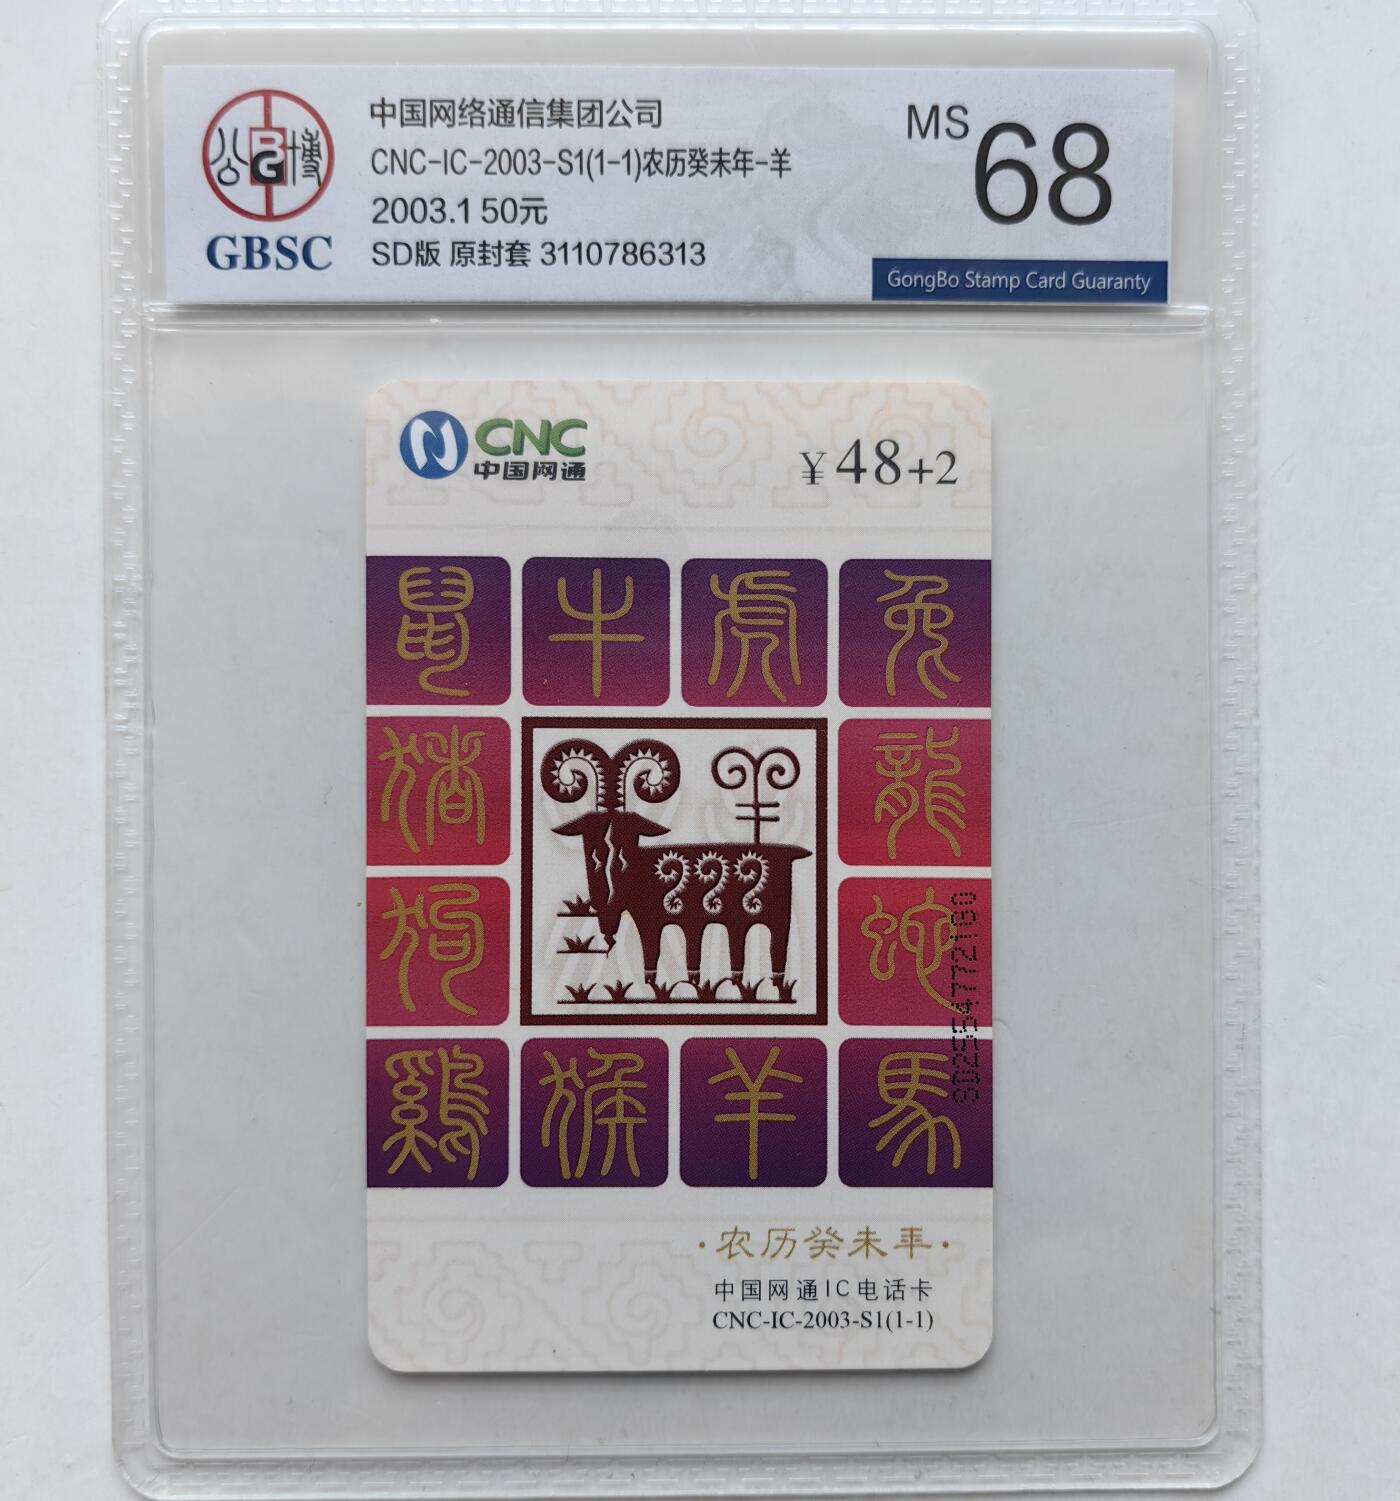 公博
BG
GBSC
中国网络通信集团公司
CNC-IC-2003-S1(1-1)农历癸未年-羊
2003.1 50元
SD版 原封套 3110786313
MS 68
GongBo Stamp Card Guaranty
CNC
中国网通
¥48+2
鼠 牛 虎 兔
猪 龍
狗 蛇
鷄 猴 羊 馬
8025547772160
·农历癸未年·
中国网通IC电话卡
CNC-IC-2003-S1(1-1)